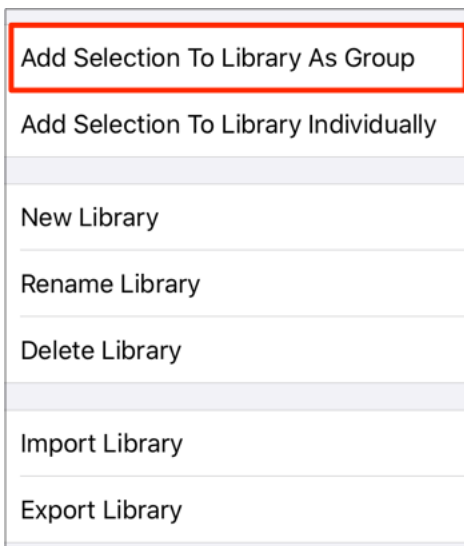 Add Selection To Library As Group
Add Selection To Library Individually
New Library
Rename Library
Delete Library
Import Library
Export Library